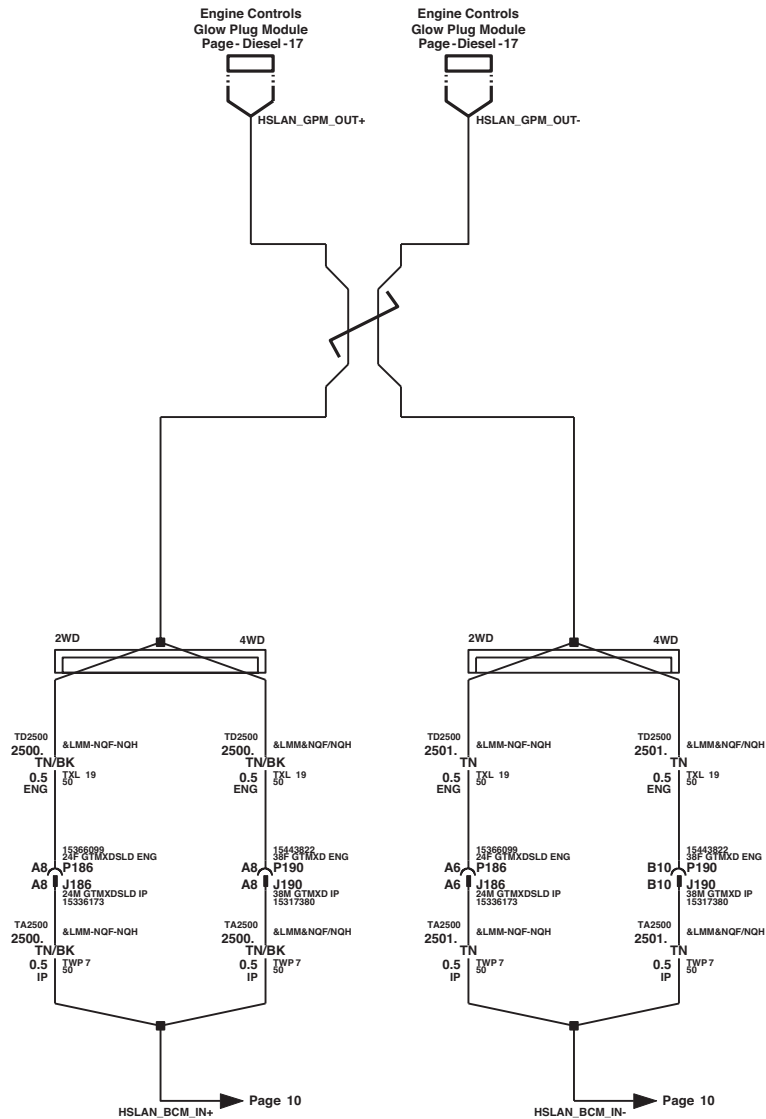 Engine Controls
Glow Plug Module
Page-Diesel-17
Engine Controls
Glow Plug Module
Page-Diesel-17
HSLAN_GPM_OUT+
HSLAN_GPM_OUT-
2WD
4WD
2WD
4WD
TD2500
2500.
&LMM-NQF-NQH
TN/BK
0.5
TXL 19
50
ENG
TD2500
2500.
&LMM&NQF/NQH
TN/BK
0.5
TXL 19
50
ENG
TD2500
2501.
&LMM-NQF-NQH
TN
0.5
TXL 19
50
ENG
TD2500
2501.
&LMM&NQF/NQH
TN
0.5
TXL 19
50
ENG
15366099
24F GTMXDSLD ENG
A8 P186
A8 J186
24M GTMXDSLD IP
15336173
15443822
38F GTMXD ENG
A8 P190
A8 J190
38M GTMXD IP
15317380
15366099
24F GTMXDSLD ENG
A6 P186
A6 J186
24M GTMXDSLD IP
15336173
15443822
38F GTMXD ENG
B10 P190
B10 J190
38M GTMXD IP
15317380
TA2500
2500.
&LMM-NQF-NQH
TN/BK
0.5
TWP 7
50
IP
TA2500
2500.
&LMM&NQF/NQH
TN/BK
0.5
TWP 7
50
IP
TA2500
2501.
&LMM-NQF-NQH
TN
0.5
TWP 7
50
IP
TA2500
2501.
&LMM&NQF/NQH
TN
0.5
TWP 7
50
IP
Page 10
HSLAN_BCM_IN+
Page 10
HSLAN_BCM_IN-